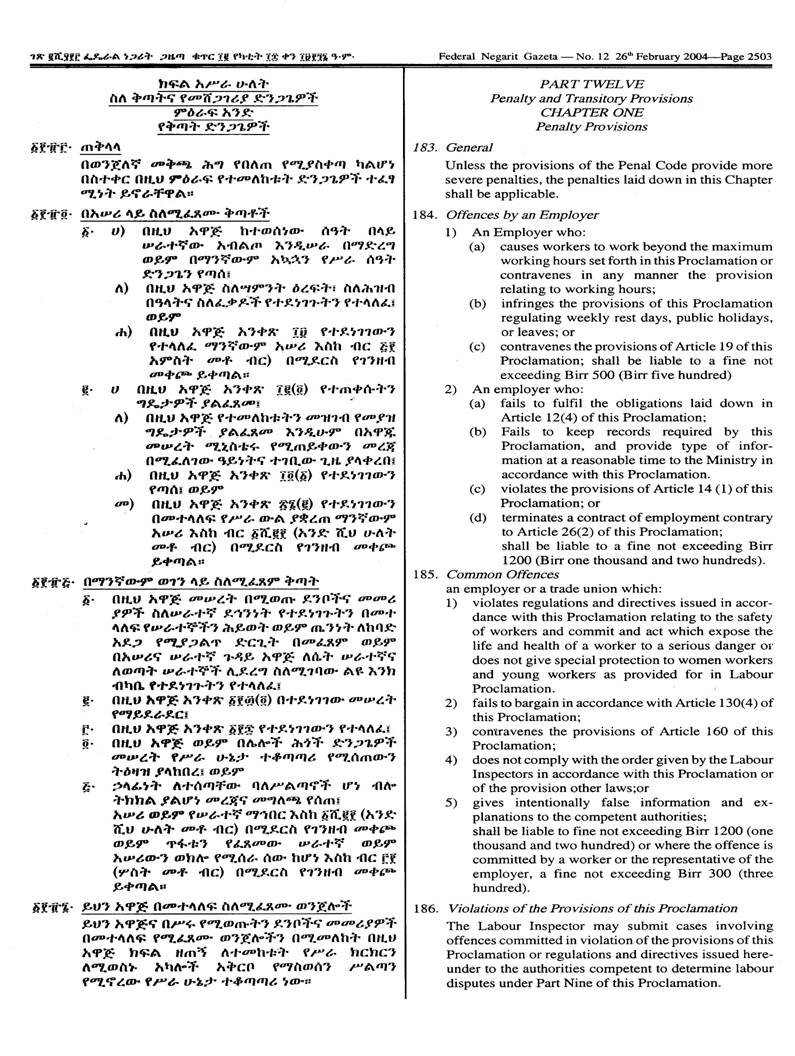 ገጽ ፪ሺ፭፻፫ ፌዴራል ነጋሪት ጋዜጣ ቁጥር ፲፪ የካቲት ፲፰ ቀን ፲፱፻፺፮ ዓ·ም·
ክፍል አሥራ ሁለት
ስለ ቅጣትና የመሸጋገሪያ ድንጋጌዎች
ምዕራፍ አንድ
የቅጣት ድንጋጌዎች
፩፻፹፫· ጠቅላላ
በወንጀለኛ መቅጫ ሕግ የበለጠ የሚያስቀጣ ካልሆነ
በስተቀር በዚህ ምዕራፍ የተመለከቱት ድንጋጌዎች ተፈፃ
ሚነት ይኖራቸዋል።
፩፻፹፬· በአሠሪ ላይ ስለሚፈጸሙ ቅጣቶች
፩· ሀ) በዚህ አዋጅ ከተወሰነው ሰዓት በላይ
ሠራተኛው አብልጦ እንዲሠራ በማድረግ
ወይም በማንኛውም አኳኋን የሥራ ሰዓት
ድንጋጌን የጣሰ፤
ለ) በዚህ አዋጅ ስለሣምንት ዕረፍት፣ ስለሕዝብ
በዓላትና ስለፈቃዶች የተደነገጉትን የተላለፈ፤
ወይም
ሐ) በዚህ አዋጅ አንቀጽ ፲፱ የተደነገገውን
የተላለፈ ማንኛውም አሠሪ እስከ ብር ፭፻
አምስት መቶ ብር) በሚደርስ የገንዘብ
መቀጮ ይቀጣል።
፪· ሀ በዚህ አዋጅ አንቀጽ ፲፪(፬) የተጠቀሱትን
ግዴታዎች ያልፈጸመ፤
ለ) በዚህ አዋጅ የተመለከቱትን መዝገብ የመያዝ
ግዴታዎች ያልፈጸመ እንዲሁም በአዋጁ
መሠረት ሚኒስቴሩ የሚጠይቀውን መረጃ
በሚፈለገው ዓይነትና ተገቢው ጊዜ ያላቀረበ፤
ሐ) በዚህ አዋጅ አንቀጽ ፲፬(፩) የተደነገገውን
የጣሰ፤ ወይም
መ) በዚህ አዋጅ አንቀጽ ፳፮(፪) የተደነገገውን
በመተላለፍ የሥራ ውል ያቋረጠ ማንኛውም
አሠሪ እስከ ብር ፩ሺ፪፻ (አንድ ሺህ ሁለት
መቶ ብር) በሚደርስ የገንዘብ መቀጮ
ይቀጣል።
፩፻፹፭· በማንኛውም ወገን ላይ ስለሚፈጸም ቅጣት
፩· በዚህ አዋጅ መሠረት በሚወጡ ደንቦችና መመሪ
ያዎች ስለሠራተኛ ደኅንነት የተደነገጉትን በመተ
ላለፍ የሠራተኞችን ሕይወት ወይም ጤንነት ለከባድ
አደጋ የሚያጋልጥ ድርጊት በመፈጸም ወይም
በአሠሪና ሠራተኛ ጉዳይ አዋጅ ለሴት ሠራተኛና
ለወጣት ሠራተኞች ሊደረግ ስለሚገባው ልዩ እንክ
ብካቤ የተደነገጉትን የተላለፈ፤
፪· በዚህ አዋጅ አንቀጽ ፩፻፴(፬) በተደነገገው መሠረት
የማይደራደር፤
፫· በዚህ አዋጅ አንቀጽ ፩፻፷ የተደነገገውን የተላለፈ፤
፬· በዚህ አዋጅ ወይም በሌሎች ሕጎች ድንጋጌዎች
መሠረት የሥራ ሁኔታ ተቆጣጣሪ የሚሰጠውን
ትዕዛዝ ያላከበረ፤ ወይም
፭· ኃላፊነት ለተሰጣቸው ባለሥልጣኖች ሆነ ብሎ
ትክክል ያልሆነ መረጃና መግለጫ የሰጠ፤
አሠሪ ወይም የሠራተኛ ማኅበር እስከ ፩ሺ፪፻ (አንድ
ሺህ ሁለት መቶ ብር) በሚደርስ የገንዘብ መቀጮ
ወይም ጥፋቱን የፈጸመው ሠራተኛ ወይም
አሠሪውን ወክሎ የሚሰራ ሰው ከሆነ እስከ ብር ፫፻
(ሦስት መቶ ብር) በሚደርስ የገንዘብ መቀጮ
ይቀጣል።
፩፻፹፮· ይህን አዋጅ በመተላለፍ ስለሚፈጸሙ ወንጀሎች
ይህን አዋጅና በሥሩ የሚወጡትን ደንቦችና መመሪያዎች
በመተላለፍ የሚፈጸሙ ወንጀሎችን በሚመለከት በዚህ
አዋጅ ክፍል ዘጠኝ ለተመከቱት የሥራ ክርክርን
ለሚወስኑ አካሎች አቅርቦ የማስወሰን ሥልጣን
የሚኖረው የሥራ ሁኔታ ተቆጣጣሪ ነው።
Federal Negarit Gazeta — No. 12 26th February 2004—Page 2503
PART TWELVE
Penalty and Transitory Provisions
CHAPTER ONE
Penalty Provisions
183. General
Unless the provisions of the Penal Code provide more
severe penalties, the penalties laid down in this Chapter
shall be applicable.
184. Offences by an Employer
1) An Employer who:
(a) causes workers to work beyond the maximum
working hours set forth in this Proclamation or
contravenes in any manner the provision
relating to working hours;
(b) infringes the provisions of this Proclamation
regulating weekly rest days, public holidays,
or leaves; or
(c) contravenes the provisions of Article 19 of this
Proclamation; shall be liable to a fine not
exceeding Birr 500 (Birr five hundred)
2) An employer who:
(a) fails to fulfil the obligations laid down in
Article 12(4) of this Proclamation;
(b) Fails to keep records required by this
Proclamation, and provide type of infor-
mation at a reasonable time to the Ministry in
accordance with this Proclamation.
(c) violates the provisions of Article 14 (1) of this
Proclamation; or
(d) terminates a contract of employment contrary
to Article 26(2) of this Proclamation;
shall be liable to a fine not exceeding Birr
1200 (Birr one thousand and two hundreds).
185. Common Offences
an employer or a trade union which:
1) violates regulations and directives issued in accor-
dance with this Proclamation relating to the safety
of workers and commit and act which expose the
life and health of a worker to a serious danger or
does not give special protection to women workers
and young workers as provided for in Labour
Proclamation.
2) fails to bargain in accordance with Article 130(4) of
this Proclamation;
3) contravenes the provisions of Article 160 of this
Proclamation;
4) does not comply with the order given by the Labour
Inspectors in accordance with this Proclamation or
of the provision other laws;or
5) gives intentionally false information and ex-
planations to the competent authorities;
shall be liable to fine not exceeding Birr 1200 (one
thousand and two hundred) or where the offence is
committed by a worker or the representative of the
employer, a fine not exceeding Birr 300 (three
hundred).
186. Violations of the Provisions of this Proclamation
The Labour Inspector may submit cases involving
offences committed in violation of the provisions of this
Proclamation or regulations and directives issued here-
under to the authorities competent to determine labour
disputes under Part Nine of this Proclamation.